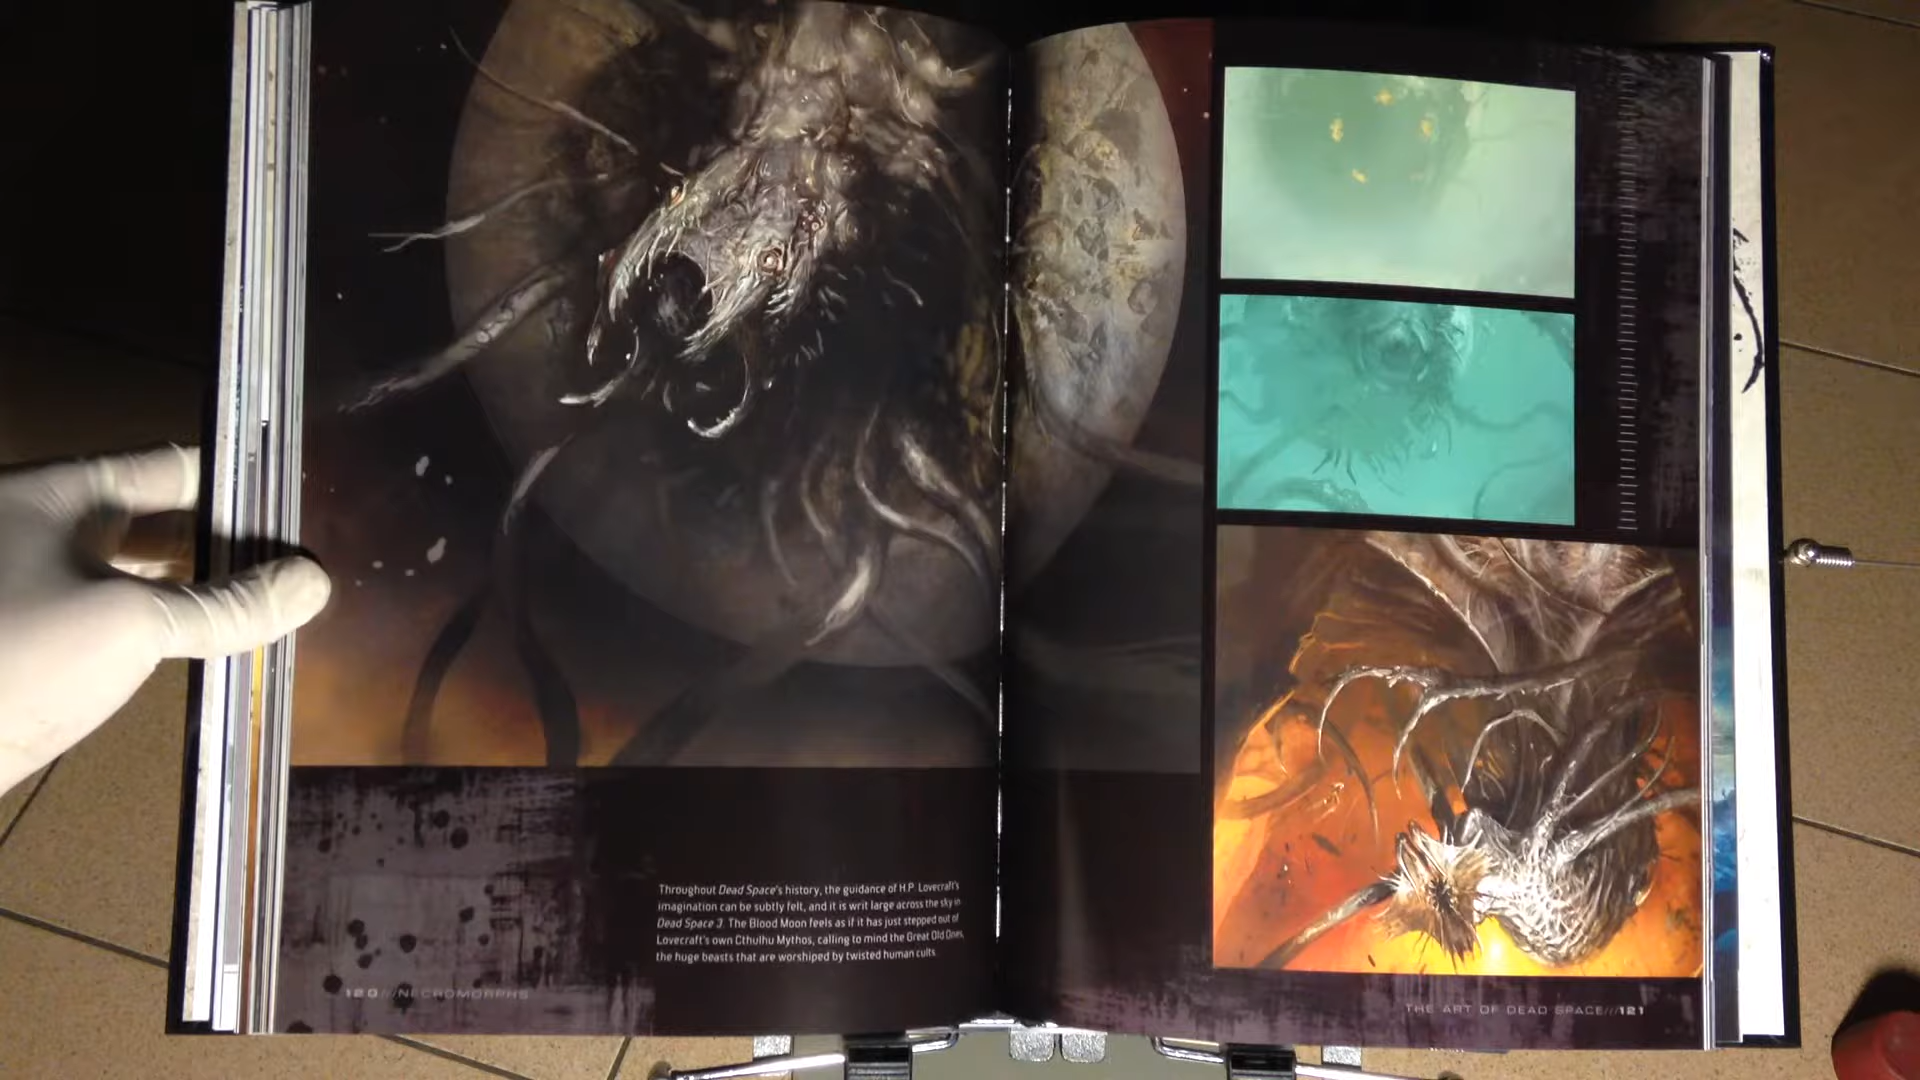 Throughout Dead Space's history, the guidance of H.P. Lovecraft's
imagination can be subtly felt, and it is writ large across the sky in
Dead Space 3. The Blood Moon feels as if it has just stepped out of
Lovecraft's own Cthulhu Mythos, calling to mind the Great Old Ones,
the huge beasts that are worshiped by twisted human cults.
120///NECROMORPHS
THE ART OF DEAD SPACE///121